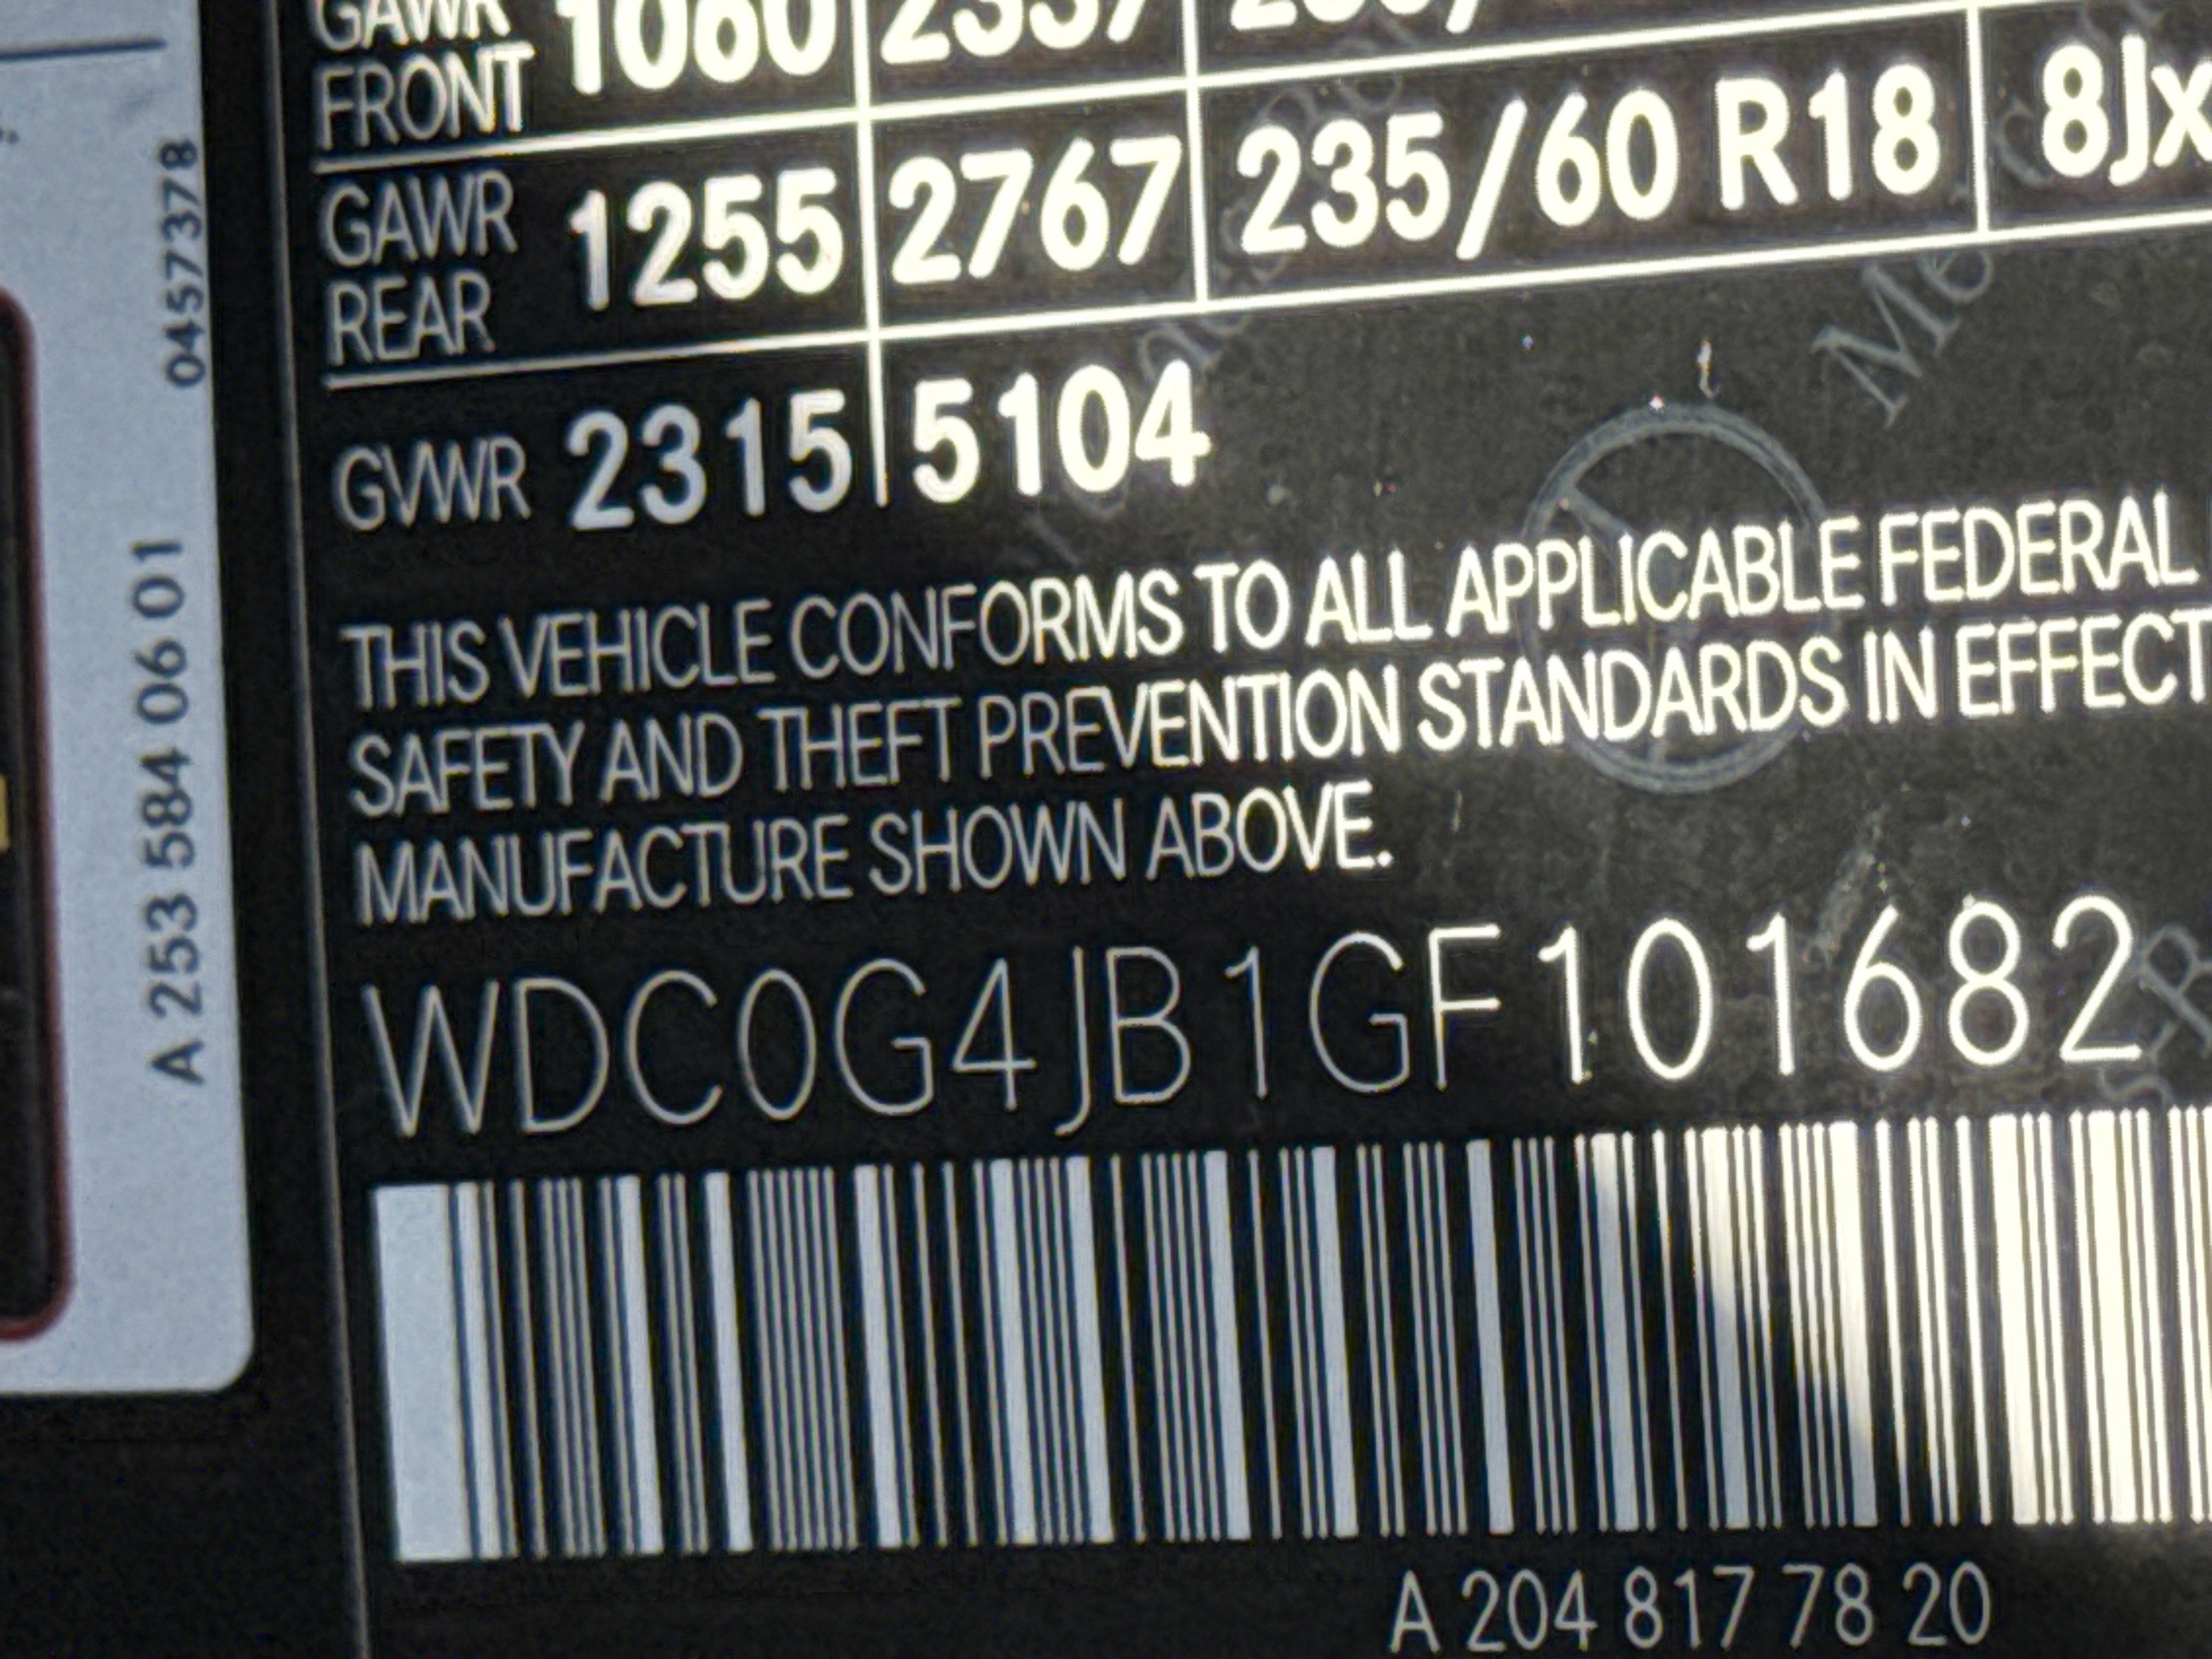 GAWR
FRONT 1060 2337
GAWR
REAR 1255 2767 235/60 R18 8Jx
GVWR 2315 5104
THIS VEHICLE CONFORMS TO ALL APPLICABLE FEDERAL
SAFETY AND THEFT PREVENTION STANDARDS IN EFFECT
MANUFACTURE SHOWN ABOVE.
WDC0G4JB1GF101682
A 204 817 78 20
A 253 584 06 01
04577378